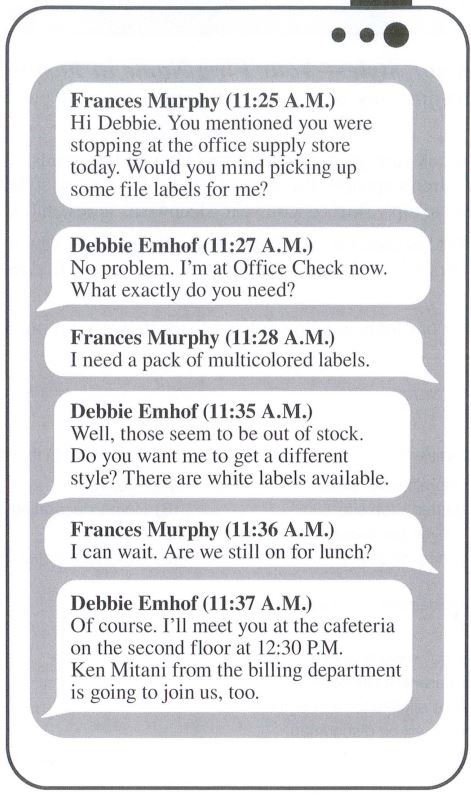 Frances Murphy (11:25 A.M.)
Hi Debbie. You mentioned you were
stopping at the office supply store
today. Would you mind picking up
some file labels for me?
Debbie Emhof (11:27 A.M.)
No problem. I'm at Office Check now.
What exactly do you need?
Frances Murphy (11:28 A.M.)
I need a pack of multicolored labels.
Debbie Emhof (11:35 A.M.)
Well, those seem to be out of stock.
Do you want me to get a different
style? There are white labels available.
Frances Murphy (11:36 A.M.)
I can wait. Are we still on for lunch?
Debbie Emhof (11:37 A.M.)
Of course. I'll meet you at the cafeteria
on the second floor at 12:30 P.M.
Ken Mitani from the billing department
is going to join us, too.